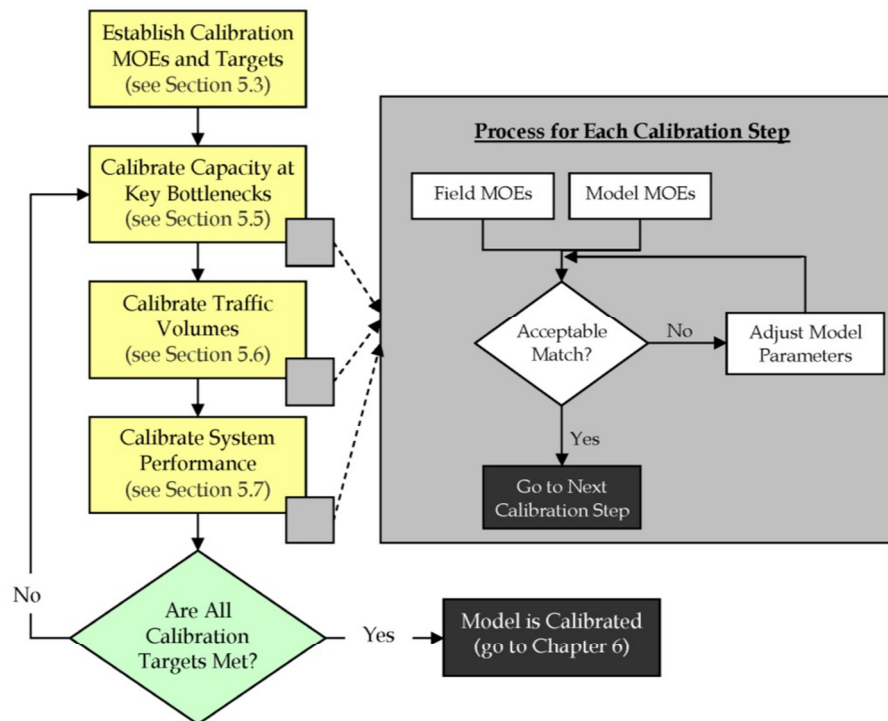 Establish Calibration
MOEs and Targets
(see Section 5.3)
Calibrate Capacity at
Key Bottlenecks
(see Section 5.5)
Calibrate Traffic
Volumes
(see Section 5.6)
Calibrate System
Performance
(see Section 5.7)
No
Are All
Calibration
Targets Met?
Yes
Model is Calibrated
(go to Chapter 6)
Process for Each Calibration Step
Field MOEs
Model MOEs
Acceptable
Match?
No
Adjust Model
Parameters
Yes
Go to Next
Calibration Step